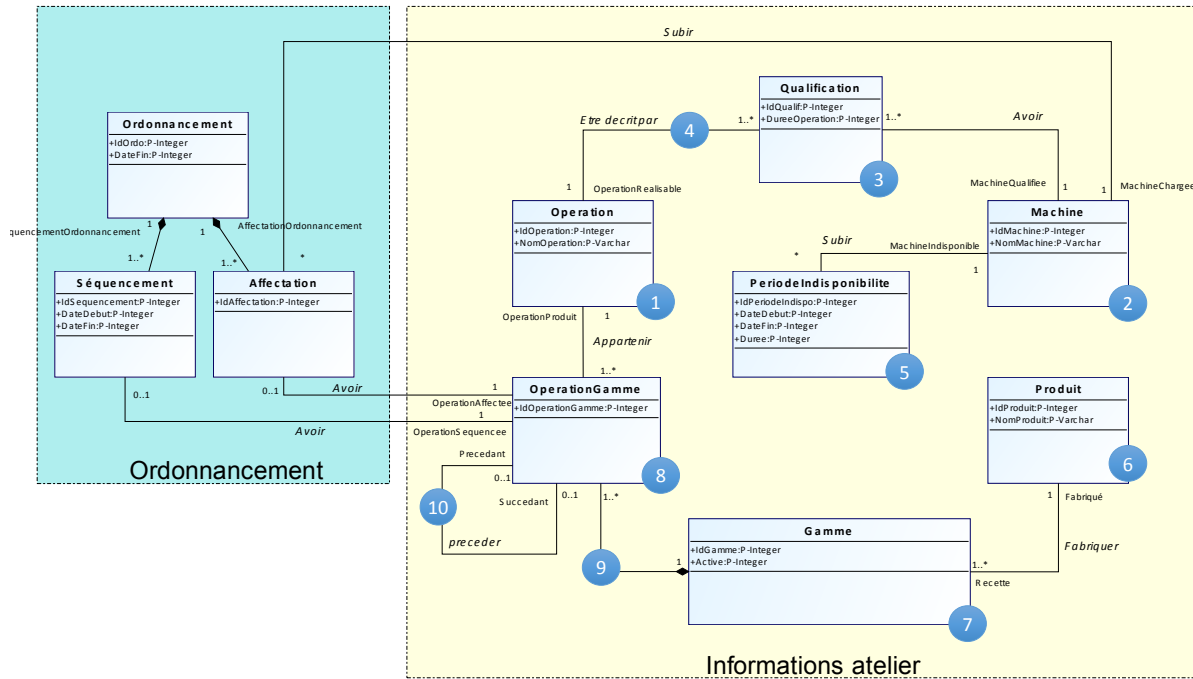 Subir
Qualification
+IdQualif:P-Integer
+DureeOperation:P-Integer
3
Etre decritpar
4
1..*
1..*
Avoir
1
OperationRealisable
MachineQualifiee
1
1
MachineChargee
Ordonnancement
+IdOrdo:P-Integer
+DateFin:P-Integer
1
quencementOrdonnancement
1
AffectationOrdonnancement
1..*
1..*
*
Operation
+IdOperation:P-Integer
+NomOperation:P-Varchar
1
Machine
+IdMachine:P-Integer
+NomMachine:P-Varchar
2
Subir
MachineIndisponible
*
1
Séquencement
+IdSequencement:P-Integer
+DateDebut:P-Integer
+DateFin:P-Integer
Affectation
+IdAffectation:P-Integer
PeriodeIndisponibilite
+IdPeriodeIndispo:P-Integer
+DateDebut:P-Integer
+DateFin:P-Integer
+Duree:P-Integer
5
OperationProduit
1
Appartenir
1..*
0..1
0..1
Avoir
1
OperationAffectee
1
Avoir
OperationSequencee
OperationGamme
+IdOperationGamme:P-Integer
8
Produit
+IdProduit:P-Integer
+NomProduit:P-Varchar
6
Ordonnancement
Precedant
0..1
Succedant
0..1
1..*
10
preceder
9
1
Gamme
+IdGamme:P-Integer
+Active:P-Integer
7
1
Fabriqué
Fabriquer
1..*
Recette
Informations atelier